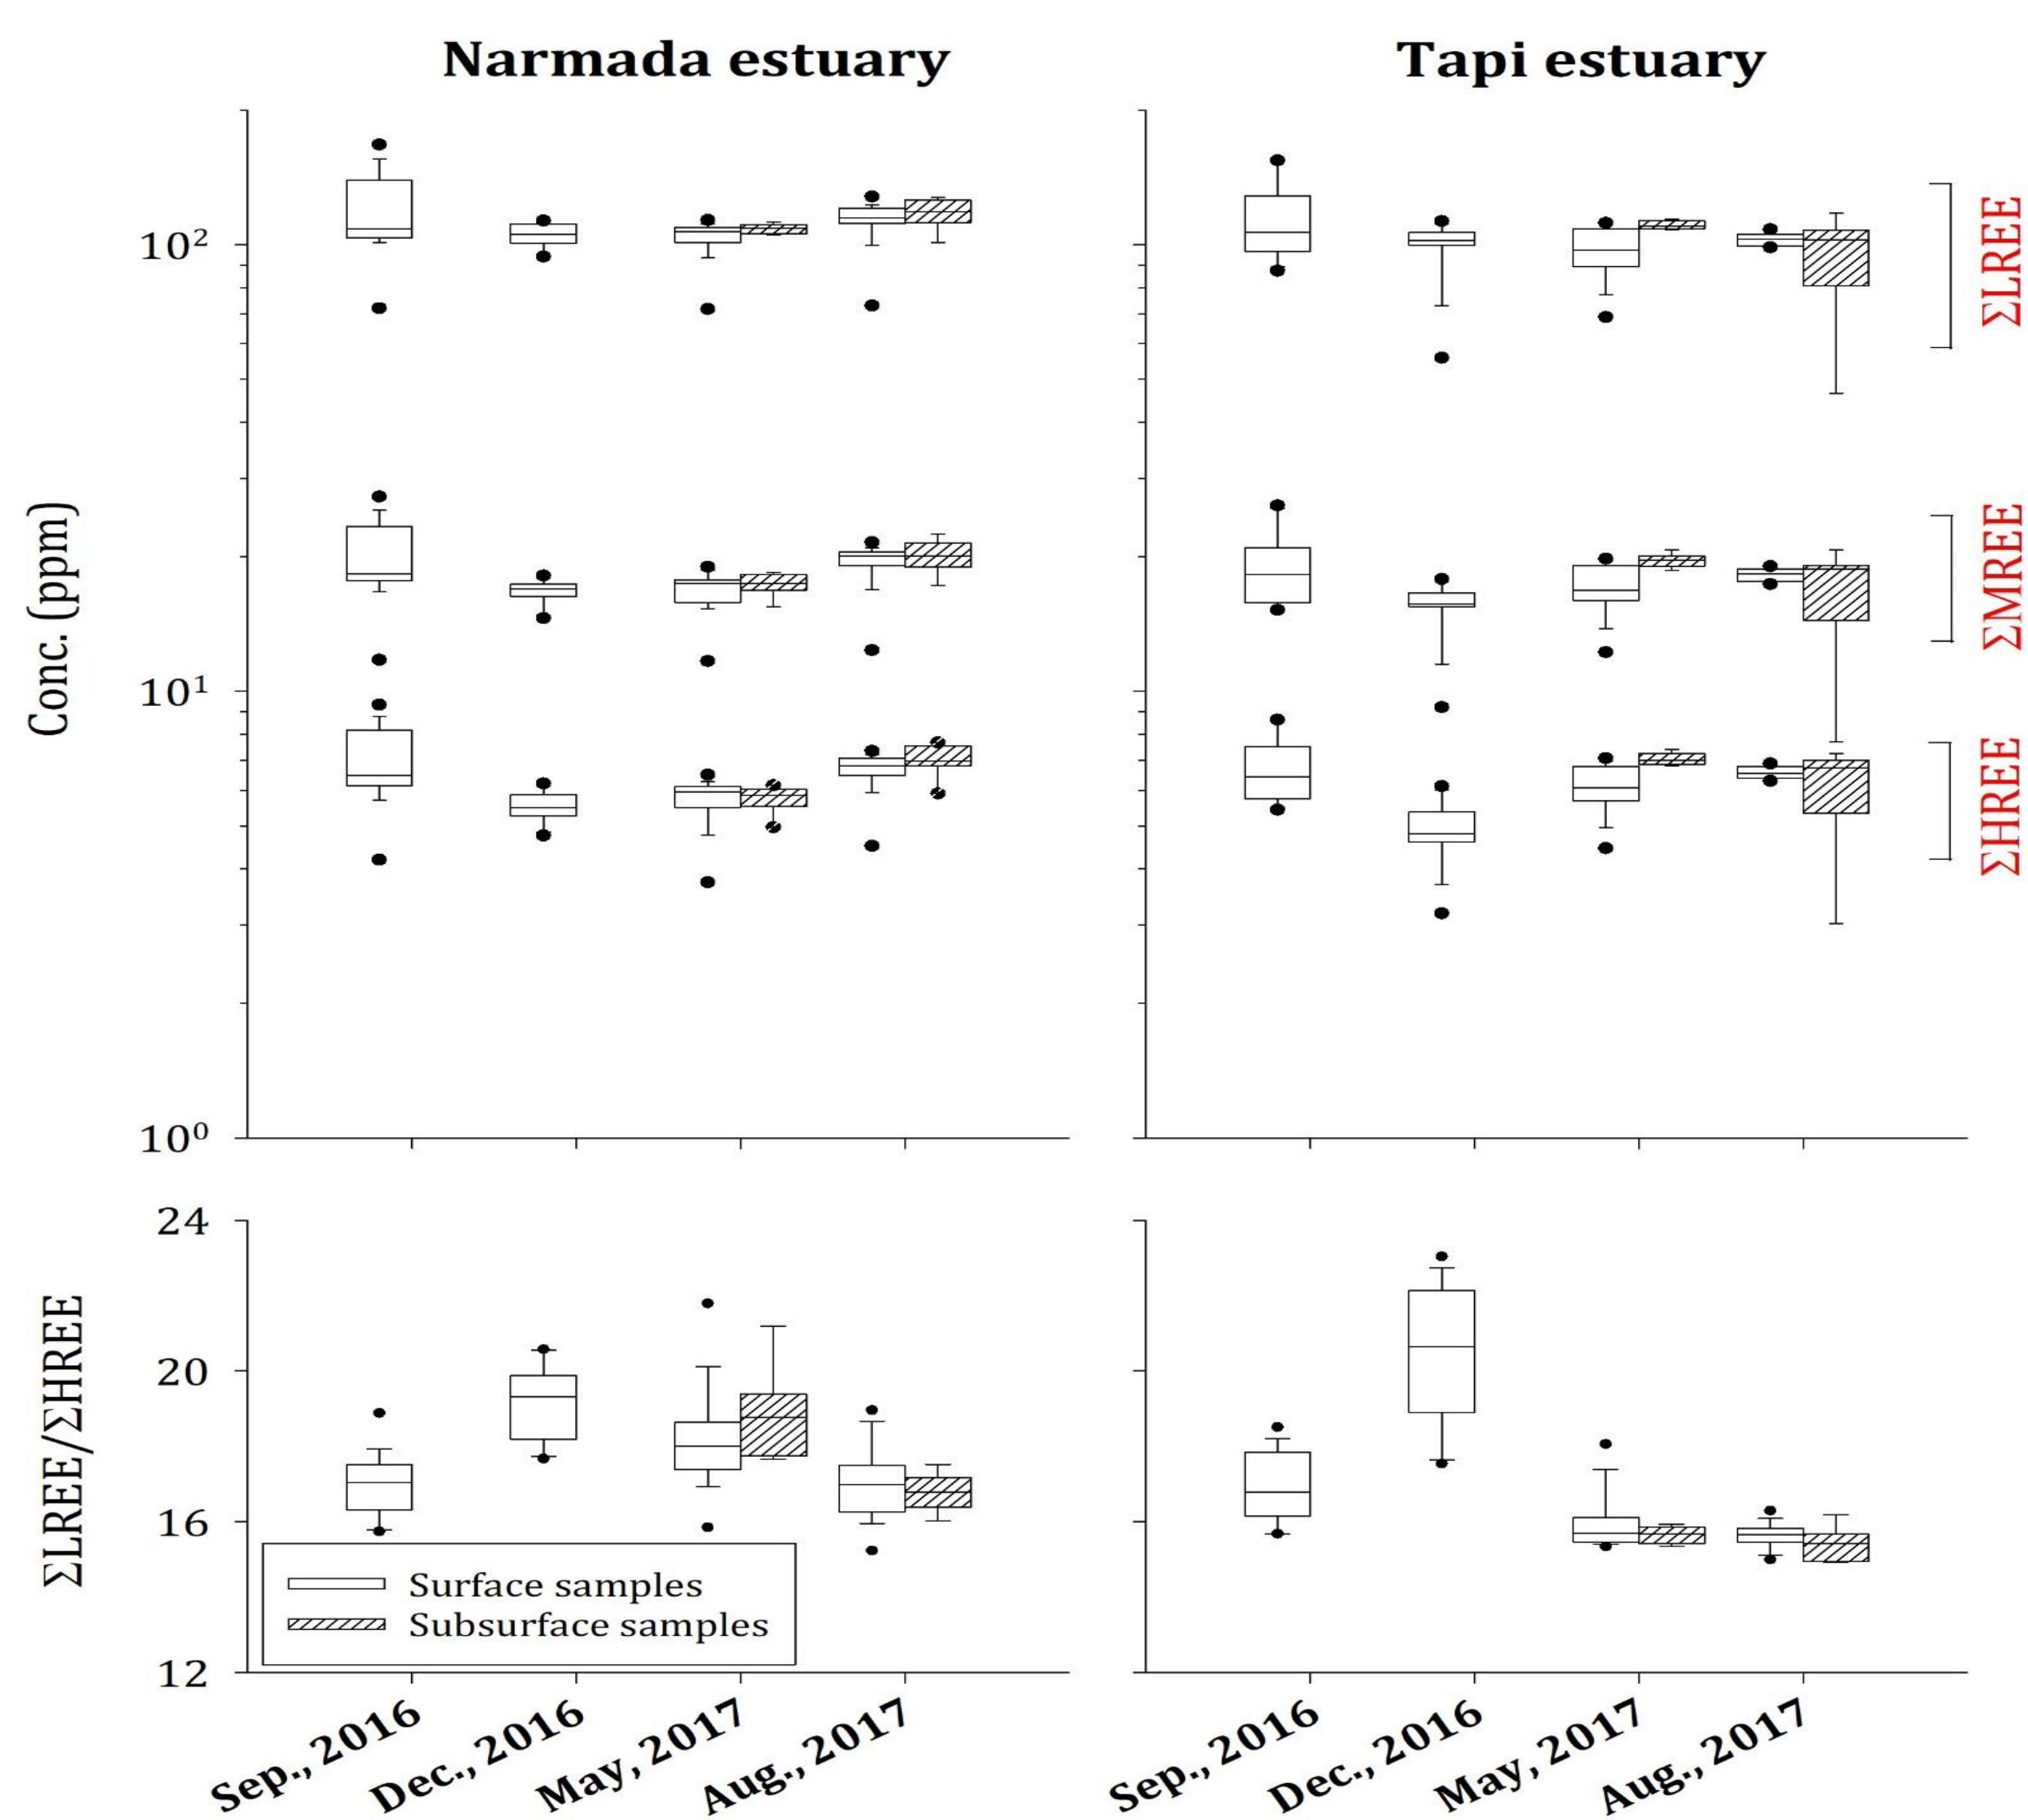 Narmada estuary
Tapi estuary
Conc. (ppm)
10²
10¹
10⁰
ΣLREE
ΣMREE
ΣHREE
ΣLREE/ΣHREE
24
20
16
12
Surface samples
Subsurface samples
Sep., 2016
Dec., 2016
May, 2017
Aug., 2017
Sep., 2016
Dec., 2016
May, 2017
Aug., 2017